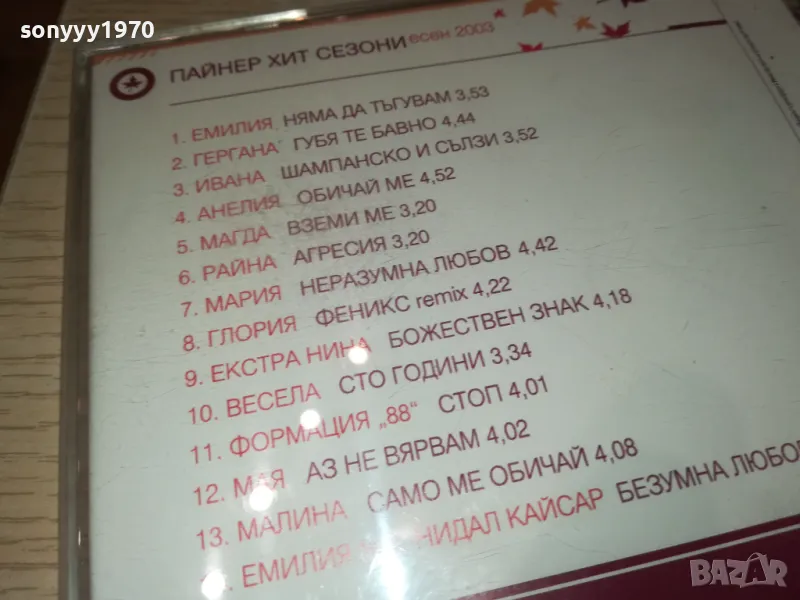 sonyyy1970
ПАЙНЕР ХИТ СЕЗОНИ есен 2003
1. ЕМИЛИЯ НЯМА ДА ТЪГУВАМ 3,53
2. ГЕРГАНА ГУБЯ ТЕ БАВНО 4,44
3. ИВАНА ШАМПАНСКО И СЪЛЗИ 3,52
4. АНЕЛИЯ ОБИЧАЙ МЕ 4,52
5. МАГДА ВЗЕМИ МЕ 3,20
6. РАЙНА АГРЕСИЯ 3,20
7. МАРИЯ НЕРАЗУМНА ЛЮБОВ 4,42
8. ГЛОРИЯ ФЕНИКС remix 4,22
9. ЕКСТРА НИНА БОЖЕСТВЕН ЗНАК 4,18
10. ВЕСЕЛА СТО ГОДИНИ 3,34
11. ФОРМАЦИЯ „88“ СТОП 4,01
12. МАЯ АЗ НЕ ВЯРВАМ 4,02
13. МАЛИНА САМО МЕ ОБИЧАЙ 4,08
ЕМИЛИЯ НИДАЛ КАЙСАР БЕЗУМНА ЛЮБОВ
BAZAR